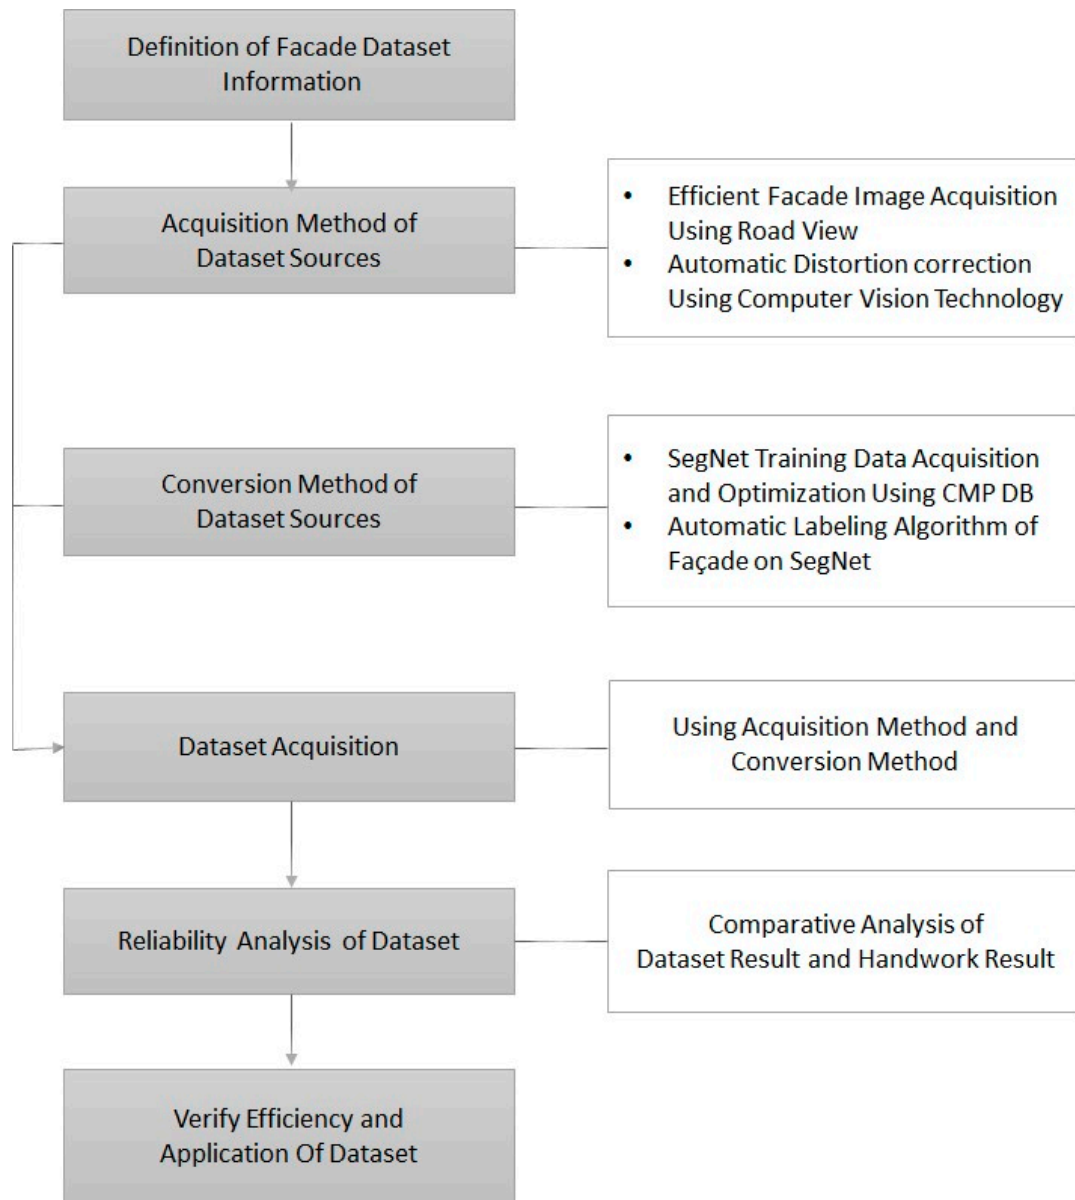 Definition of Facade Dataset
Information
Acquisition Method of
Dataset Sources
• Efficient Facade Image Acquisition
Using Road View
• Automatic Distortion correction
Using Computer Vision Technology
Conversion Method of
Dataset Sources
• SegNet Training Data Acquisition
and Optimization Using CMP DB
• Automatic Labeling Algorithm of
Façade on SegNet
Dataset Acquisition
Using Acquisition Method and
Conversion Method
Reliability Analysis of Dataset
Comparative Analysis of
Dataset Result and Handwork Result
Verify Efficiency and
Application Of Dataset